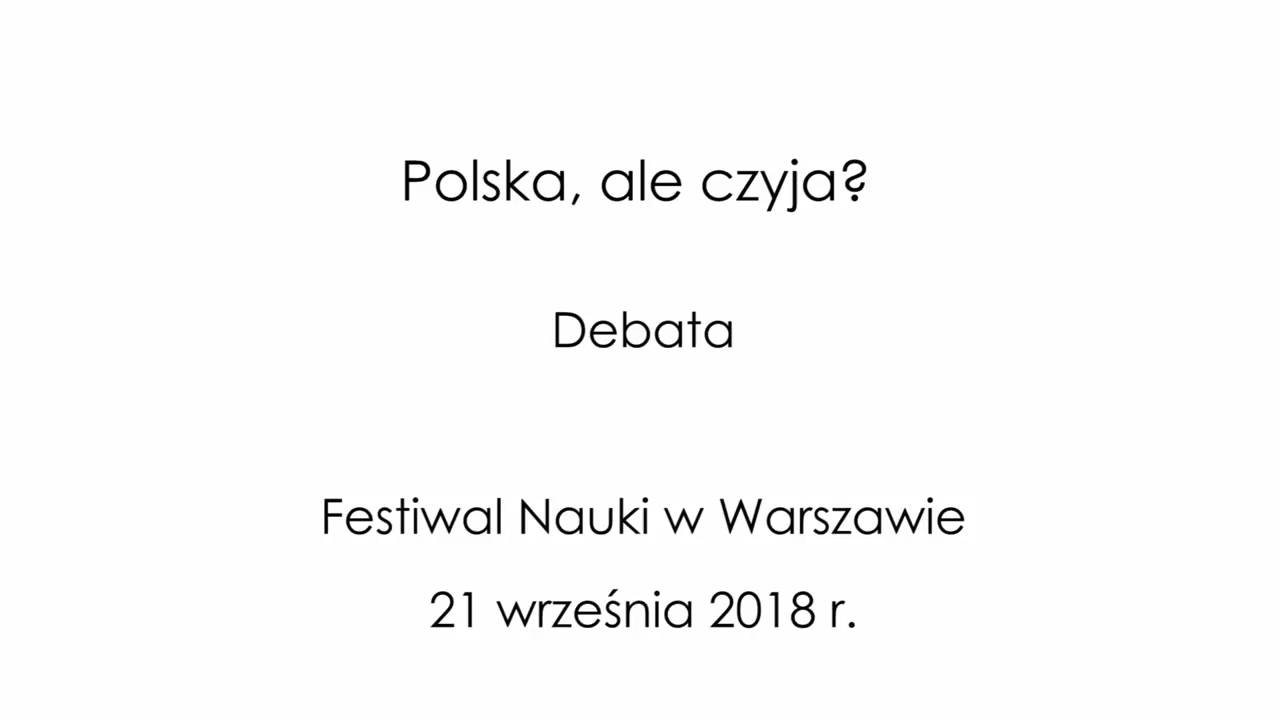 Polska, ale czyja?
Debata
Festiwal Nauki w Warszawie
21 września 2018 r.